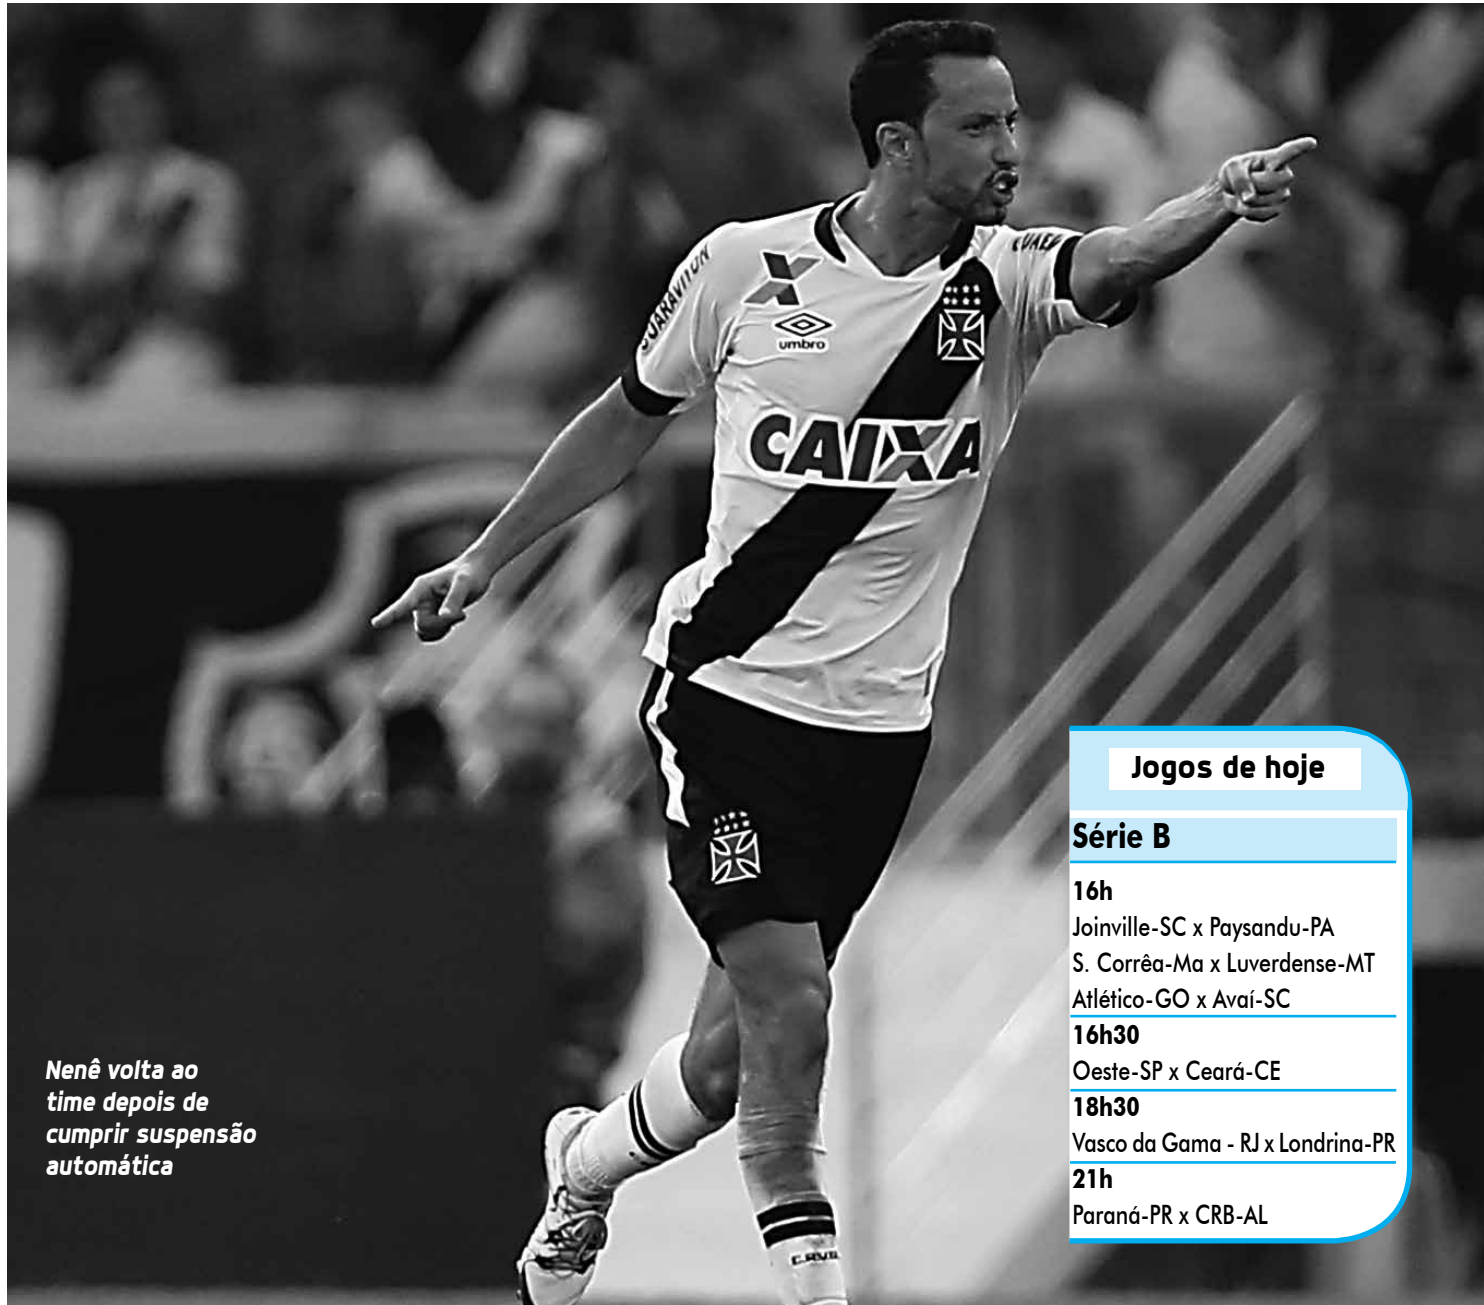 GUARAVITON
umbro
CAIXA
Nenê volta ao
time depois de
cumprir suspensão
automática
Jogos de hoje
Série B
16h
Joinville-SC x Paysandu-PA
S. Corrêa-Ma x Luverdense-MT
Atlético-GO x Avaí-SC
16h30
Oeste-SP x Ceará-CE
18h30
Vasco da Gama - RJ x Londrina-PR
21h
Paraná-PR x CRB-AL